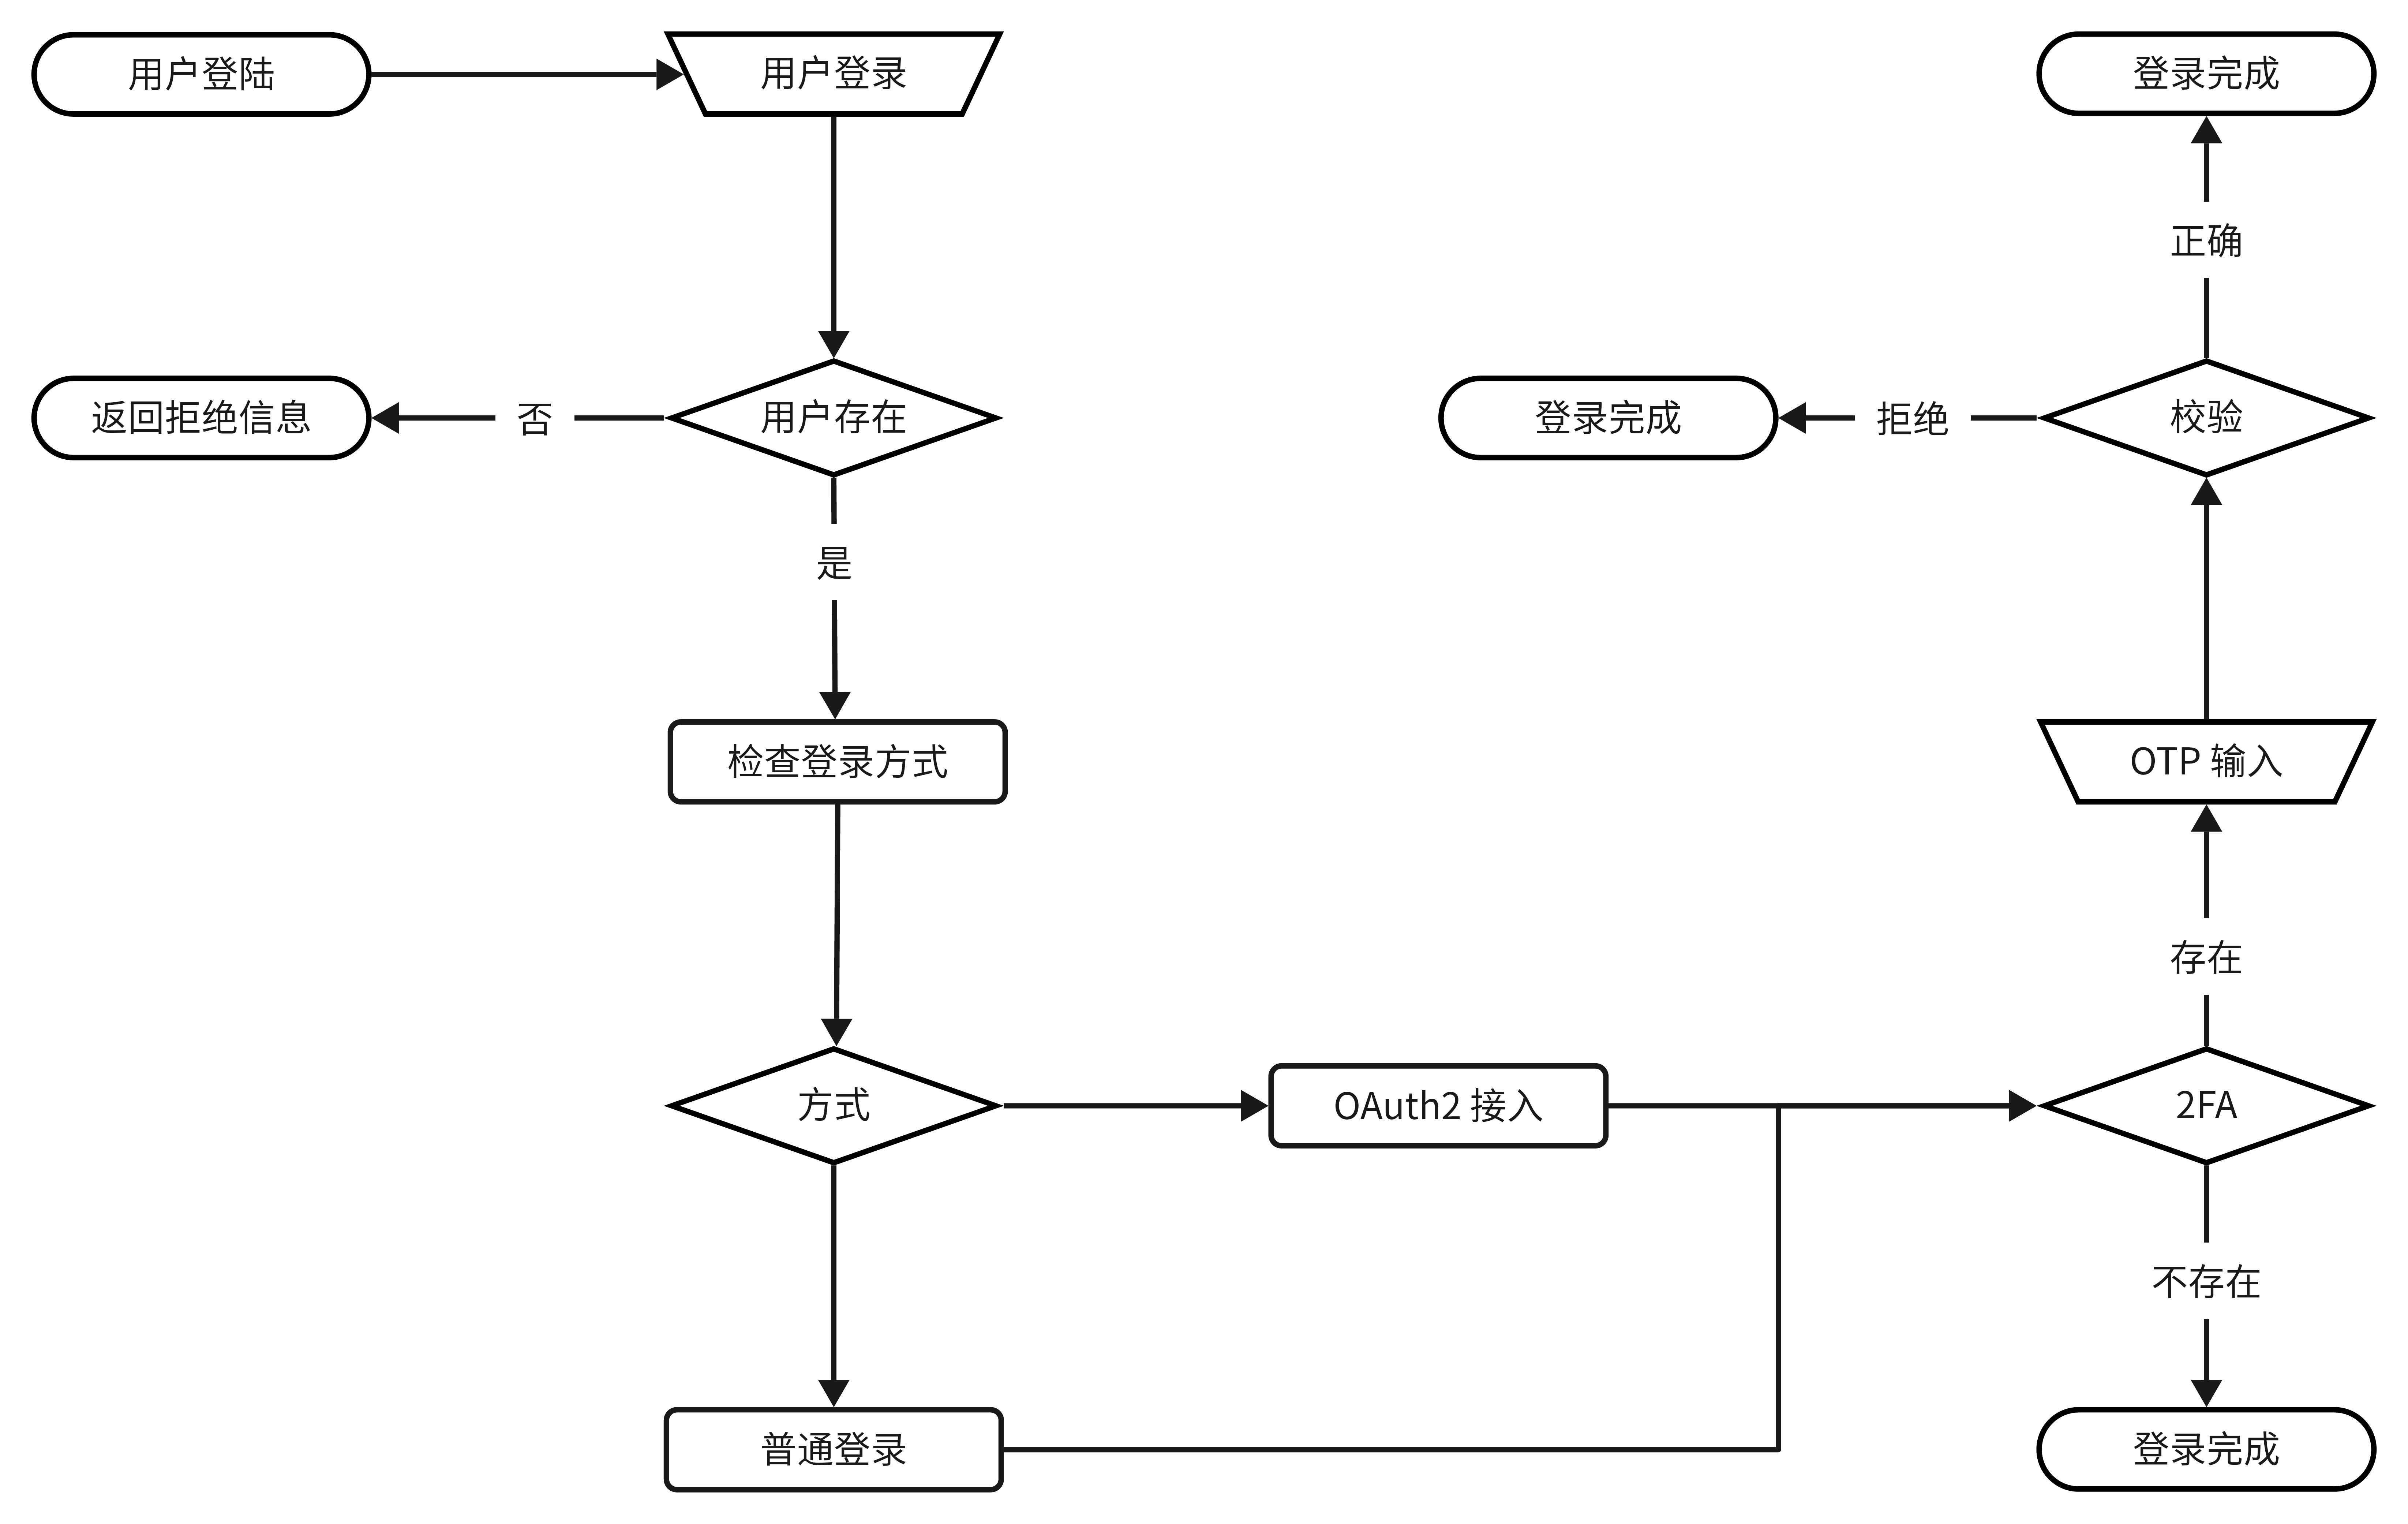 用户登陆
用户登录
登录完成
正确
返回拒绝信息
否
用户存在
登录完成
拒绝
校验
是
检查登录方式
OTP 输入
存在
方式
OAuth2 接入
2FA
不存在
普通登录
登录完成